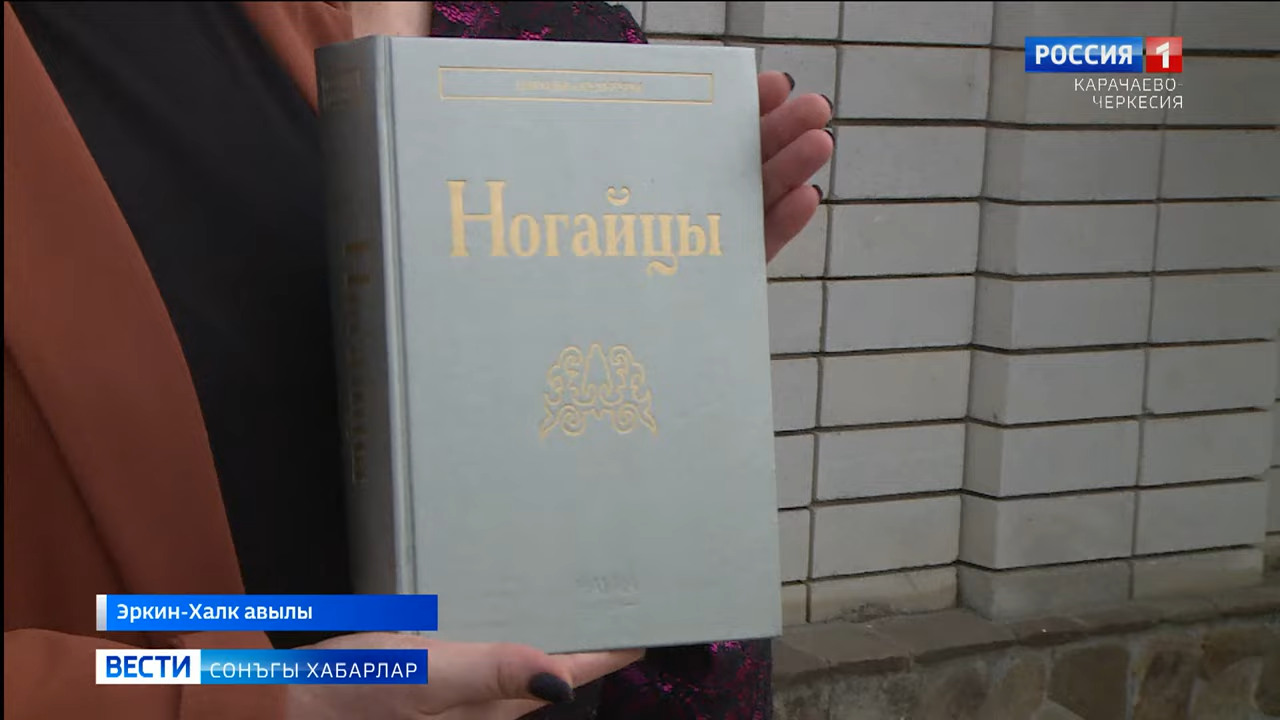 РОССИЯ 1
КАРАЧАЕВО-
ЧЕРКЕСИЯ
Ногайцы
Эркин-Халк авылы
ВЕСТИ СОНЪГЫ ХАБАРЛАР